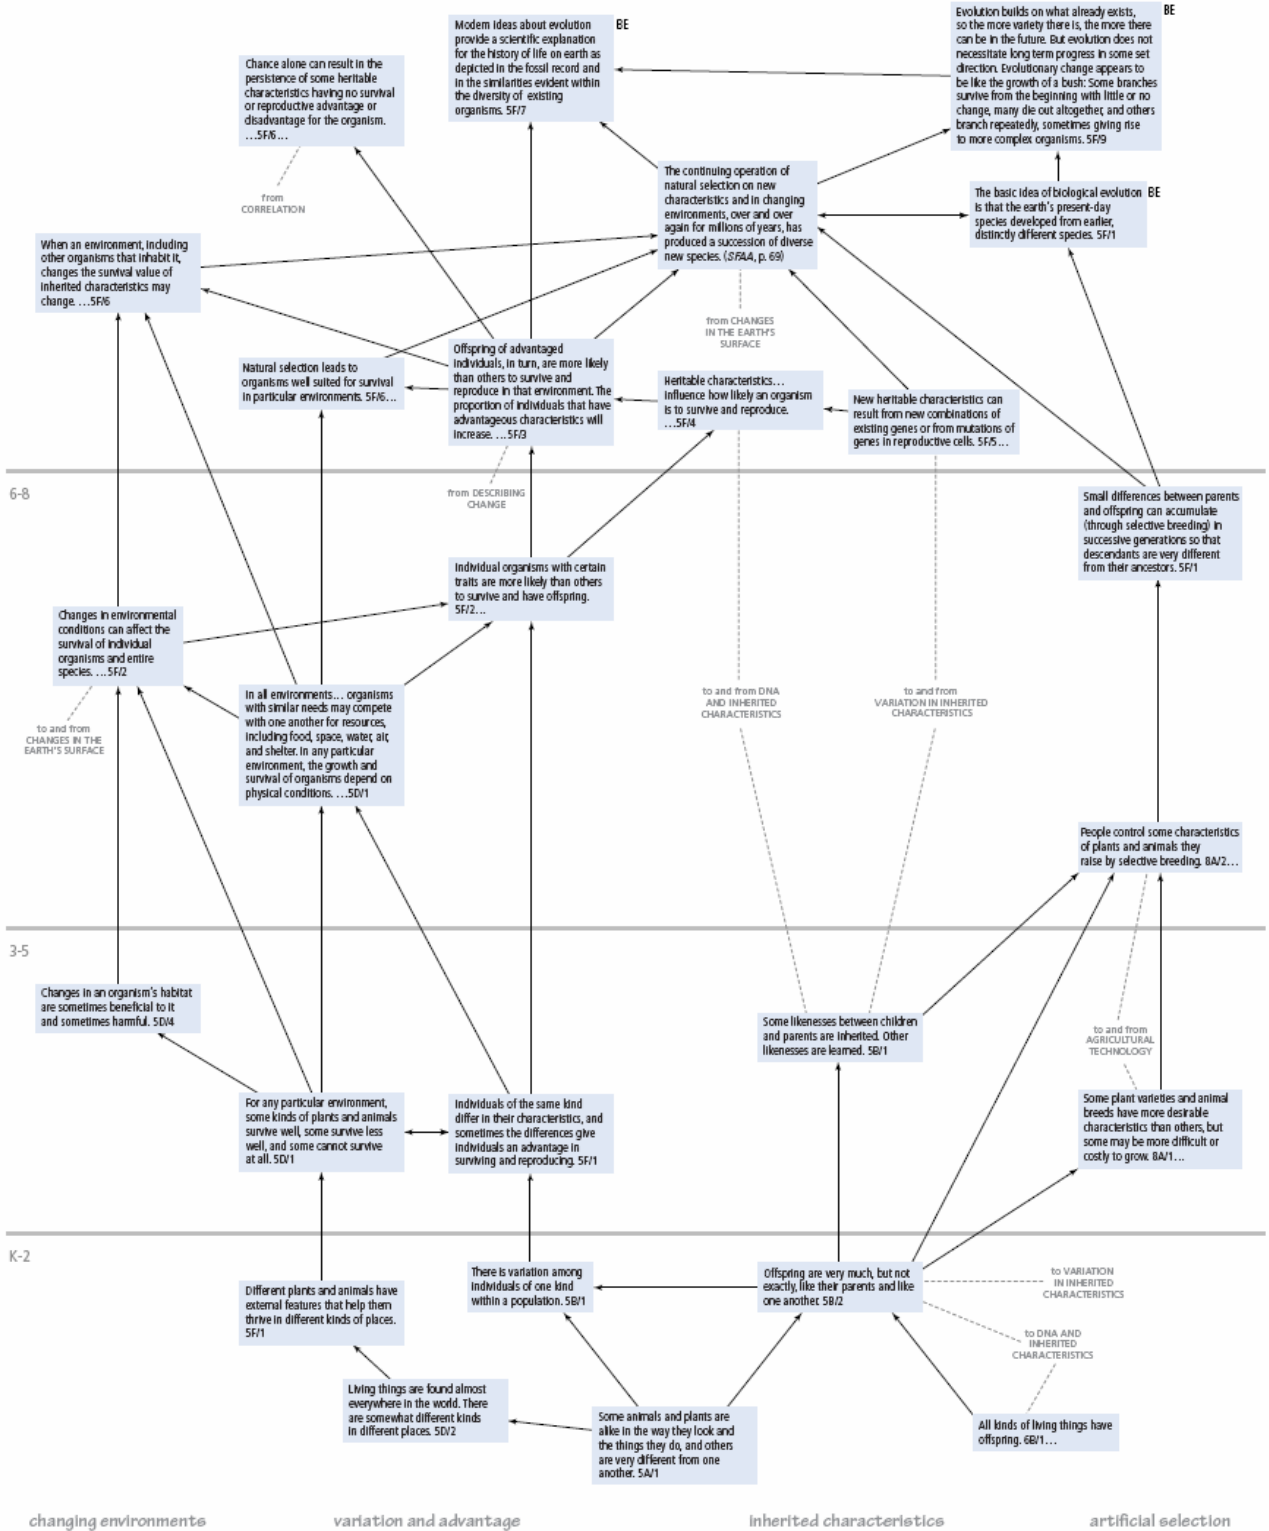 Modern ideas about evolution
provide a scientific explanation
for the history of life on earth as
depicted in the fossil record and
in the similarities evident within
the diversity of existing
organisms. 5F/7
BE
Evolution builds on what already exists,
so the more variety there is, the more there
can be in the future. But evolution does not
necessitate long term progress in some set
direction. Evolutionary change appears to
be like the growth of a bush: Some branches
survive from the beginning with little or no
change, many die out altogether, and others
branch repeatedly, sometimes giving rise
to more complex organisms. 5F/9
BE
Chance alone can result in the
persistence of some heritable
characteristics having no survival
or reproductive advantage or
disadvantage for the organism.
...5F/6...
from
CORRELATION
The continuing operation of
natural selection on new
characteristics and in changing
environments, over and over
again for millions of years, has
produced a succession of diverse
new species. (SFAA, p. 69)
The basic idea of biological evolution
is that the earth's present-day
species developed from earlier,
distinctly different species. 5F/1
BE
When an environment, including
other organisms that inhabit it,
changes the survival value of
inherited characteristics may
change. ...5F/6
from CHANGES
IN THE EARTH'S
SURFACE
Natural selection leads to
organisms well suited for survival
in particular environments. 5F/6...
Offspring of advantaged
individuals, in turn, are more likely
than others to survive and
reproduce in that environment. The
proportion of individuals that have
advantageous characteristics will
increase. ...5F/3
Heritable characteristics...
influence how likely an organism
is to survive and reproduce.
...5F/4
New heritable characteristics can
result from new combinations of
existing genes or from mutations of
genes in reproductive cells. 5F/5...
6-8
from DESCRIBING
CHANGE
Small differences between parents
and offspring can accumulate
(through selective breeding) in
successive generations so that
descendants are very different
from their ancestors. 5F/1
Individual organisms with certain
traits are more likely than others
to survive and have offspring.
5F/2...
Changes in environmental
conditions can affect the
survival of individual
organisms and entire
species. ...5F/2
to and from
CHANGES IN THE
EARTH'S SURFACE
In all environments... organisms
with similar needs may compete
with one another for resources,
including food, space, water, air,
and shelter. In any particular
environment, the growth and
survival of organisms depend on
physical conditions. ...5D/1
to and from DNA
AND INHERITED
CHARACTERISTICS
to and from
VARIATION IN INHERITED
CHARACTERISTICS
People control some characteristics
of plants and animals they
raise by selective breeding. 8A/2...
3-5
Changes in an organism's habitat
are sometimes beneficial to it
and sometimes harmful. 5D/4
Some likenesses between children
and parents are inherited. Other
likenesses are learned. 5B/1
to and from
AGRICULTURAL
TECHNOLOGY
For any particular environment,
some kinds of plants and animals
survive well, some survive less
well, and some cannot survive
at all. 5D/1
Individuals of the same kind
differ in their characteristics, and
sometimes the differences give
individuals an advantage in
surviving and reproducing. 5F/1
Some plant varieties and animal
breeds have more desirable
characteristics than others, but
some may be more difficult or
costly to grow. 8A/1...
K-2
Different plants and animals have
external features that help them
thrive in different kinds of places.
5F/1
There is variation among
individuals of one kind
within a population. 5B/1
Offspring are very much, but not
exactly, like their parents and like
one another. 5B/2
to VARIATION
IN INHERITED
CHARACTERISTICS
to DNA AND
INHERITED
CHARACTERISTICS
Living things are found almost
everywhere in the world. There
are somewhat different kinds
in different places. 5D/2
Some animals and plants are
alike in the way they look and
the things they do, and others
are very different from one
another. 5A/1
All kinds of living things have
offspring. 6B/1...
changing environments
variation and advantage
inherited characteristics
artificial selection